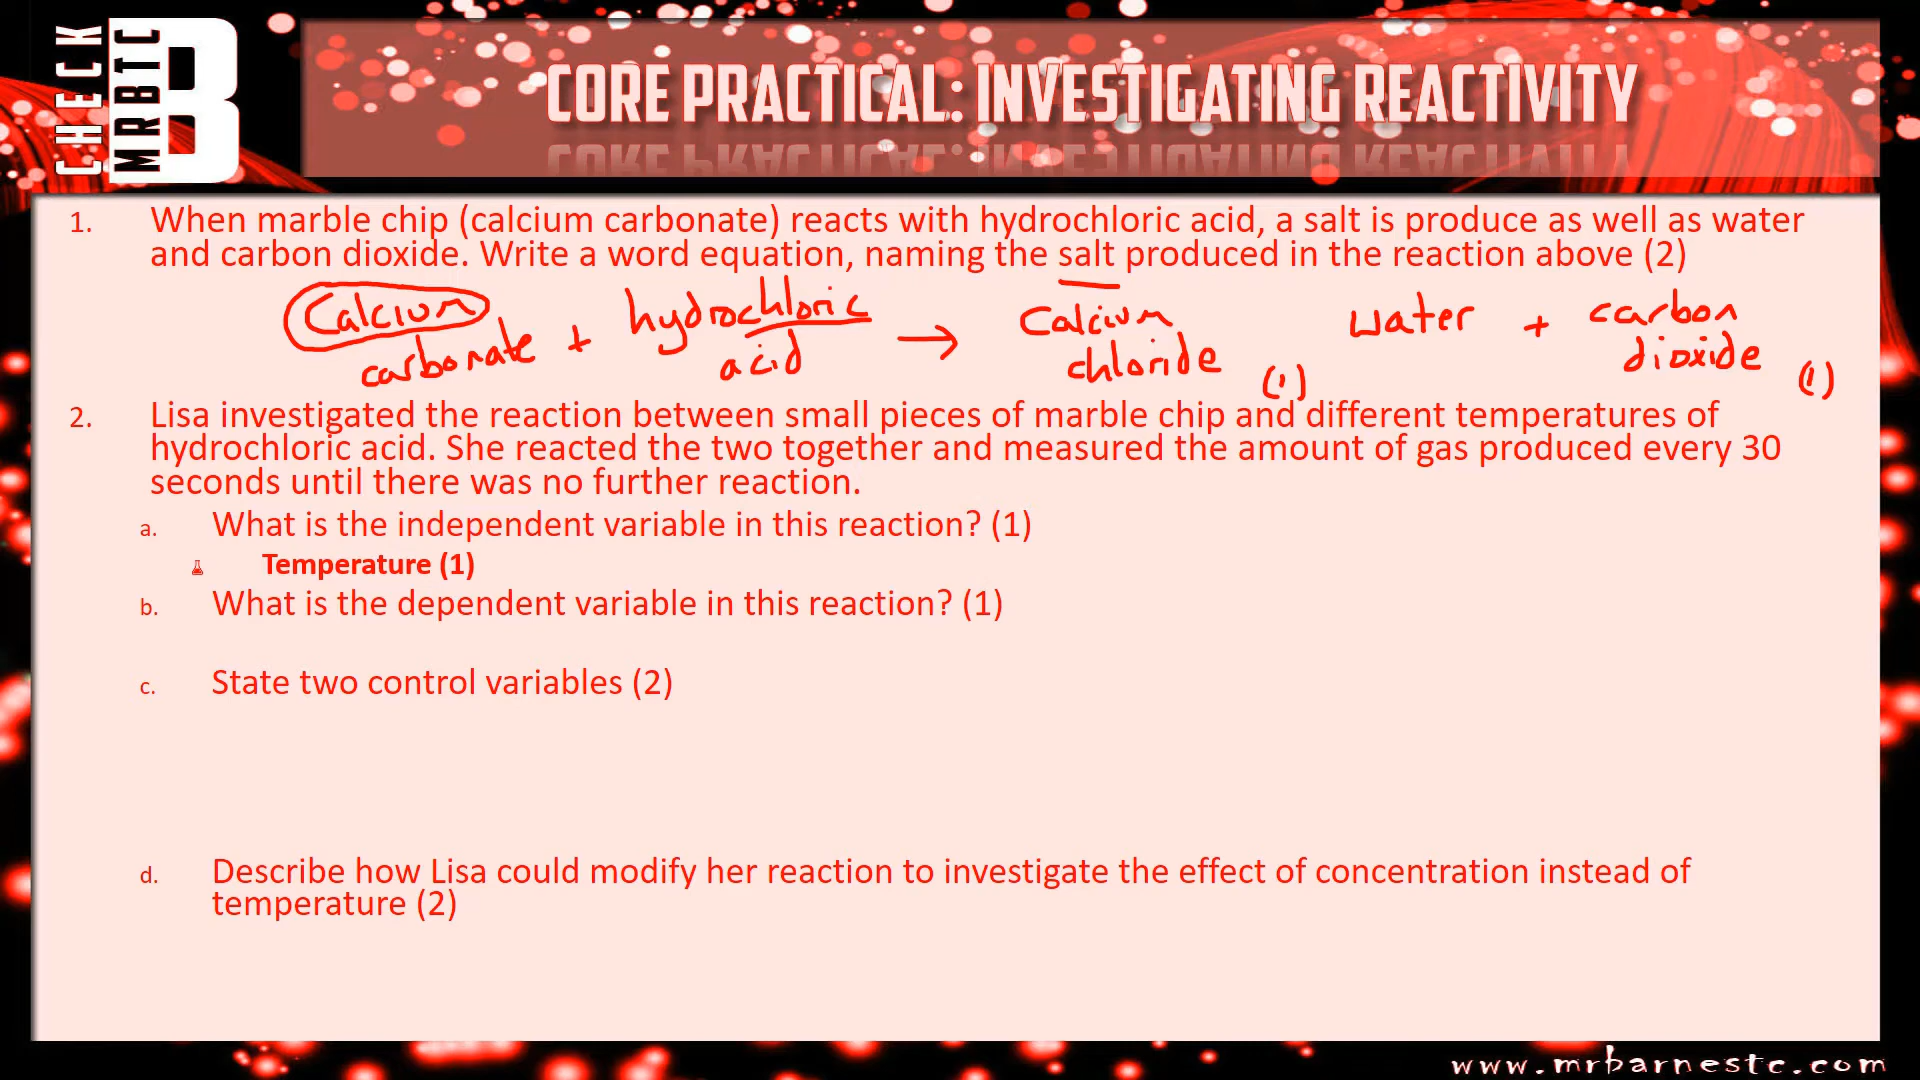 CHECK
MRBTC
B
CORE PRACTICAL: INVESTIGATING REACTIVITY
1. When marble chip (calcium carbonate) reacts with hydrochloric acid, a salt is produce as well as water
and carbon dioxide. Write a word equation, naming the salt produced in the reaction above (2)
Calcium carbonate + hydrochloric acid → Calcium chloride (1) water + carbon dioxide (1)
2. Lisa investigated the reaction between small pieces of marble chip and different temperatures of
hydrochloric acid. She reacted the two together and measured the amount of gas produced every 30
seconds until there was no further reaction.
a. What is the independent variable in this reaction? (1)
Temperature (1)
b. What is the dependent variable in this reaction? (1)
c. State two control variables (2)
d. Describe how Lisa could modify her reaction to investigate the effect of concentration instead of
temperature (2)
www.mrbarnestc.com